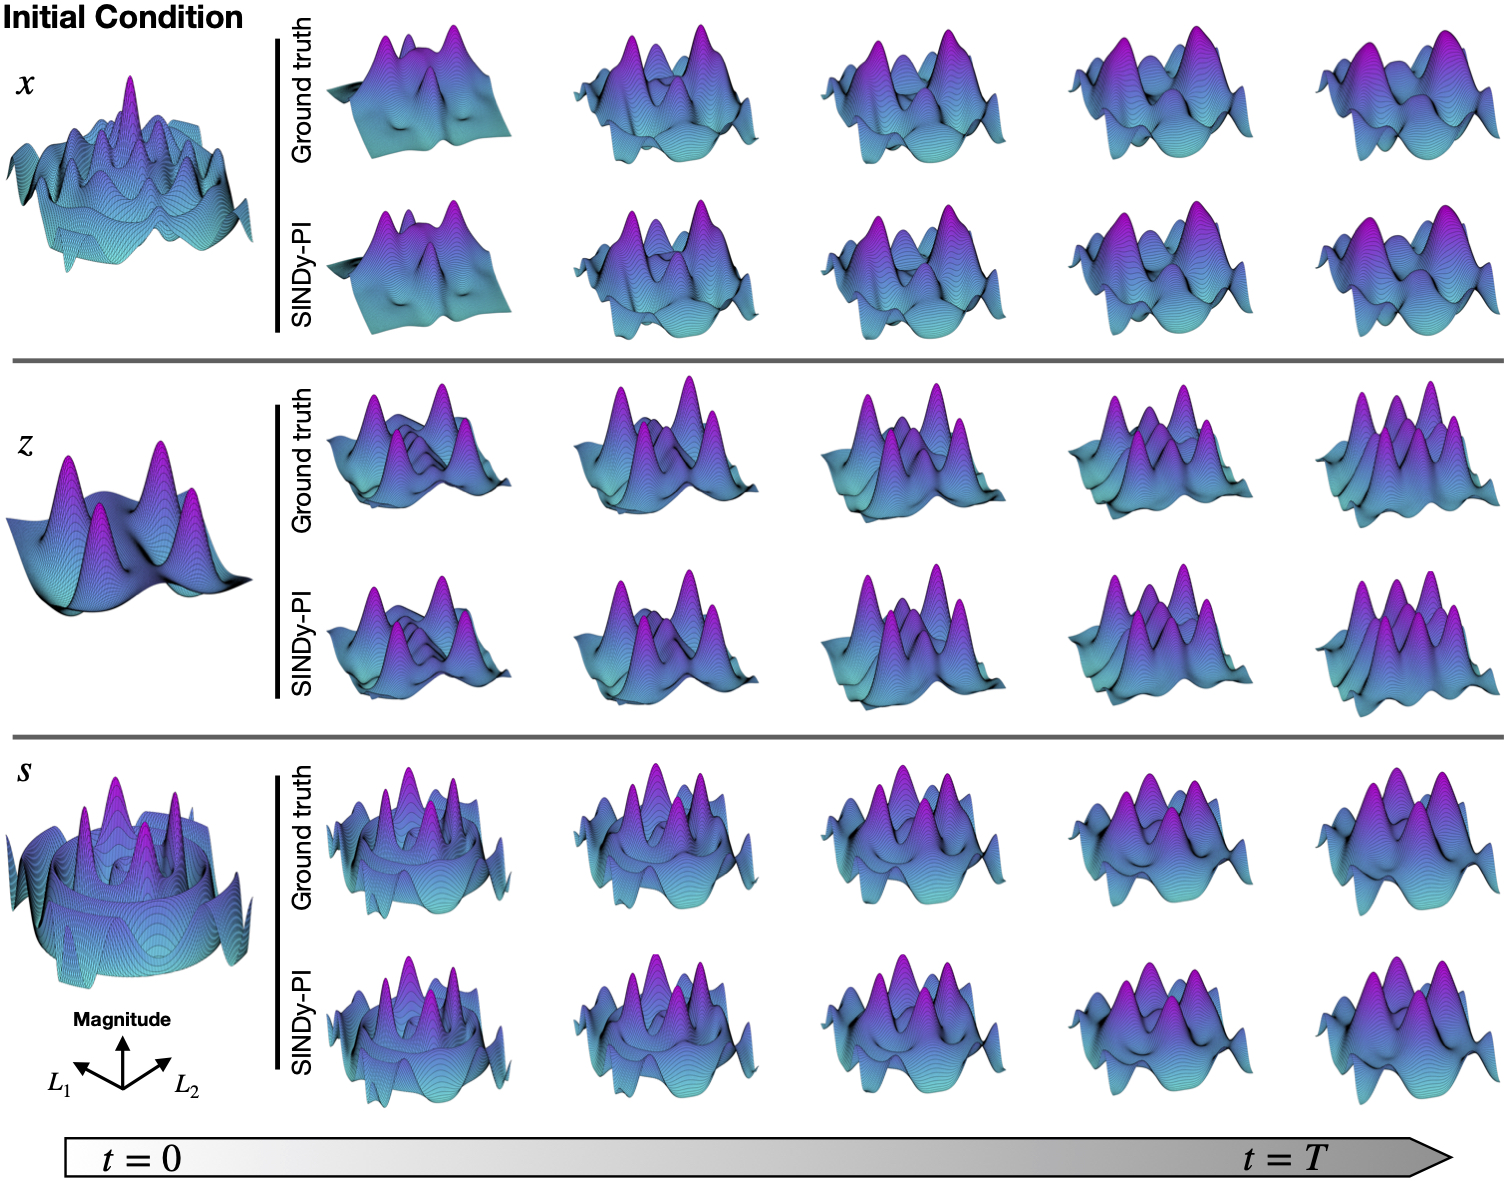 Initial Condition
x
Ground truth
SINDy-PI
z
Ground truth
SINDy-PI
s
Ground truth
SINDy-PI
Magnitude
L₁
L₂
t = 0
t = T